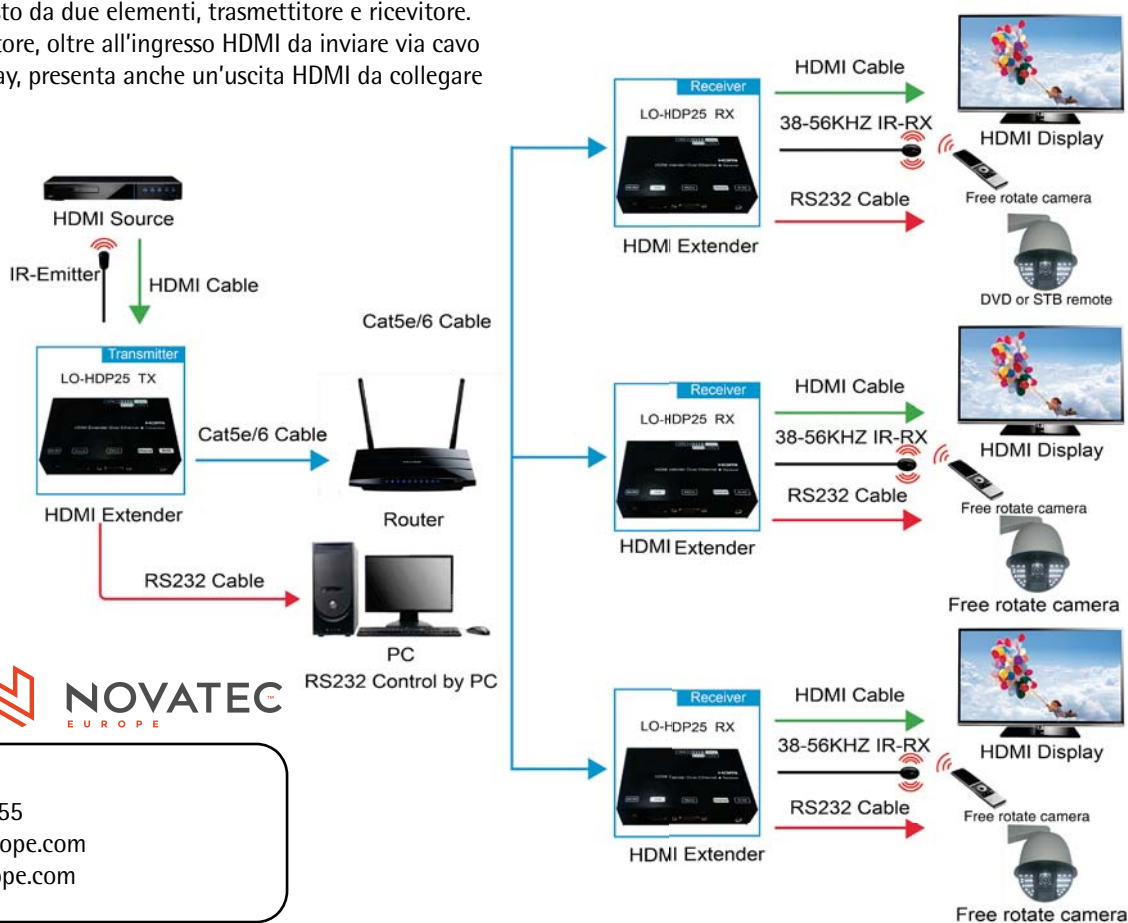 sto da due elementi, trasmettitore e ricevitore.
tore, oltre all'ingresso HDMI da inviare via cavo
ay, presenta anche un'uscita HDMI da collegare
HDMI Source
IR-Emitter
HDMI Cable
Transmitter
LO-HDP25 TX
HDMI Extender
Cat5e/6 Cable
Cat5e/6 Cable
Router
RS232 Cable
PC
RS232 Control by PC
Receiver
LO-HDP25 RX
HDMI Extender
HDMI Cable
38-56KHZ IR-RX
RS232 Cable
HDMI Display
Free rotate camera
DVD or STB remote
Receiver
LO-HDP25 RX
HDMI Extender
HDMI Cable
38-56KHZ IR-RX
RS232 Cable
HDMI Display
Free rotate camera
Free rotate camera
Receiver
LO-HDP25 RX
HDMI Extender
HDMI Cable
38-56KHZ IR-RX
RS232 Cable
HDMI Display
Free rotate camera
Free rotate camera
NOVATEC™
EUROPE
55
ope.com
pe.com